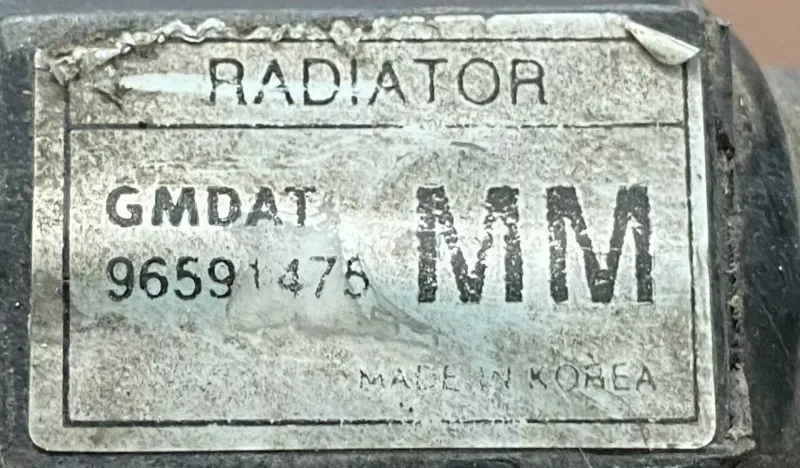 RADIATOR
GMDAT MM
96591475
MADE IN KOREA